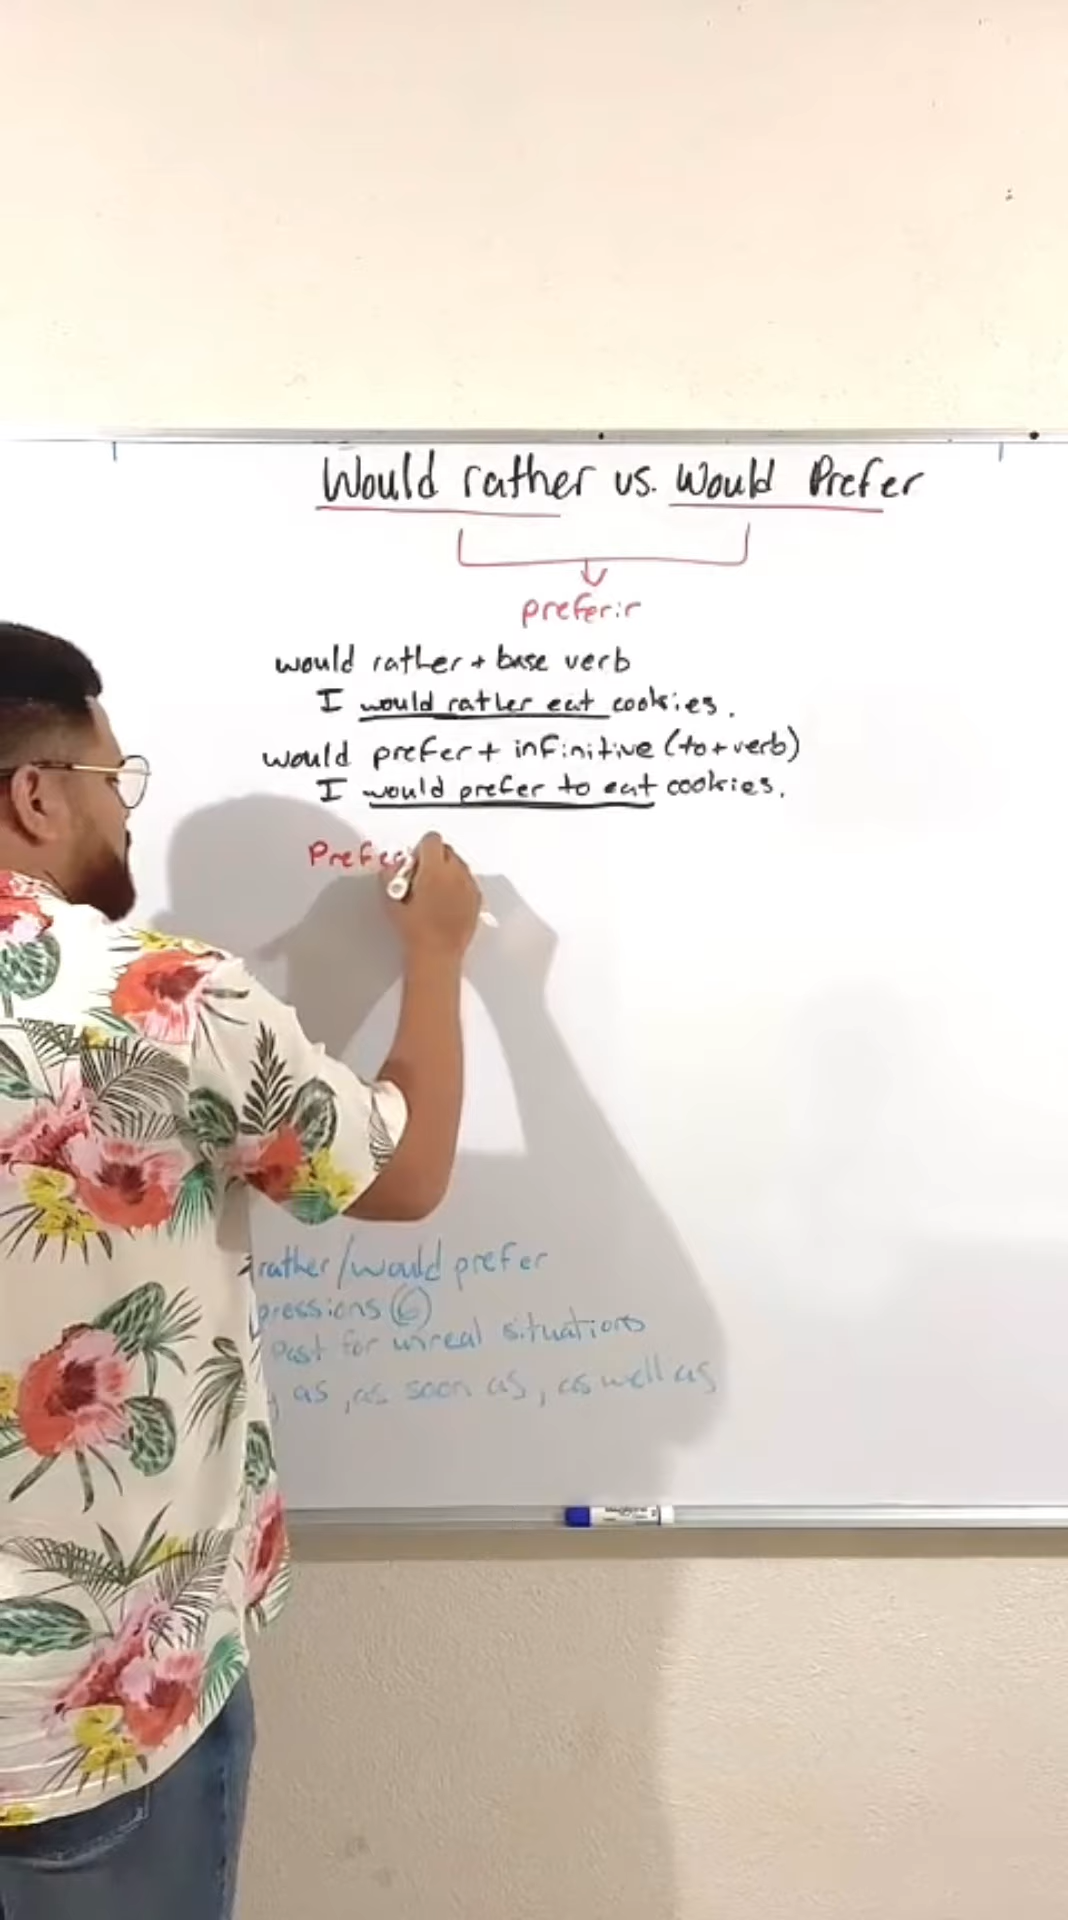 Would rather vs. Would Prefer
preferir
would rather + base verb
I would rather eat cookies.
would prefer + infinitive (to + verb)
I would prefer to eat cookies.
Prefer
rather/would prefer
pressions (6)
Past for unreal situations
as, as soon as, as well as